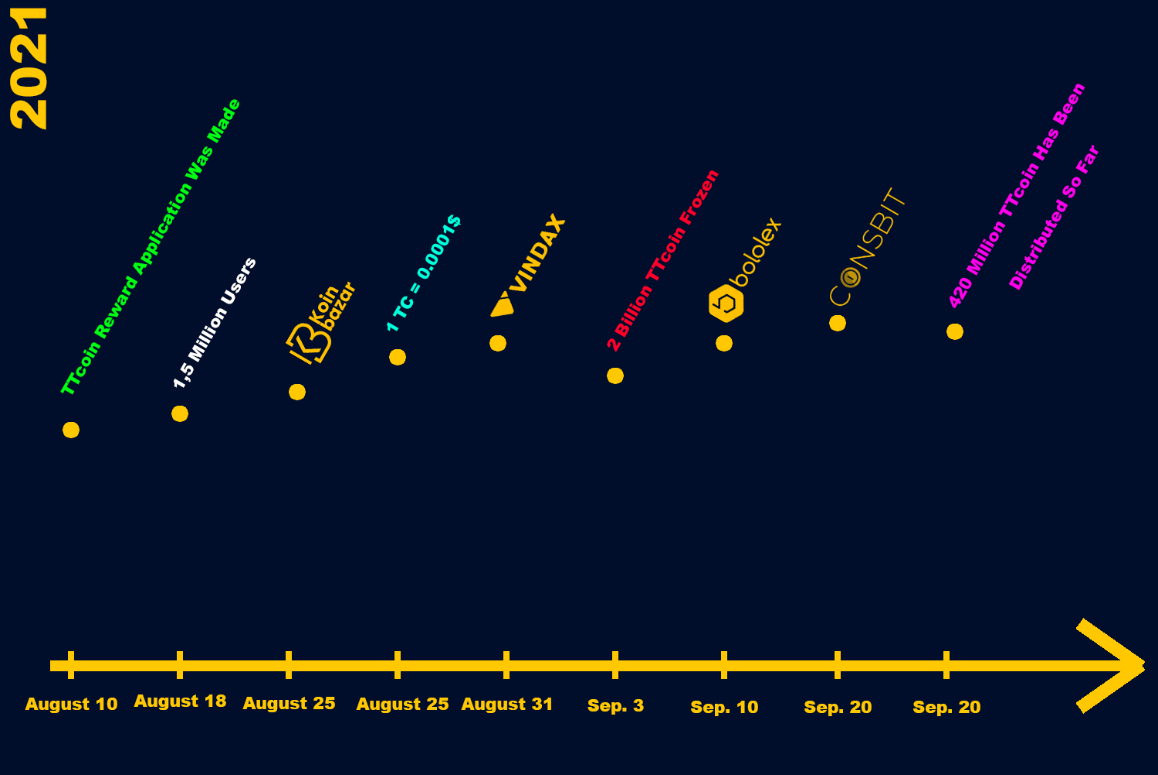 2021
TTcoin Reward Application Was Made
1,5 Million Users
Koin
bazar
1 TC = 0.0001$
VINDAX
2 Billion TTcoin Frozen
bololex
CONSBIT
420 Million TTcoin Has Been
Distributed So Far
August 10
August 18
August 25
August 25
August 31
Sep. 3
Sep. 10
Sep. 20
Sep. 20